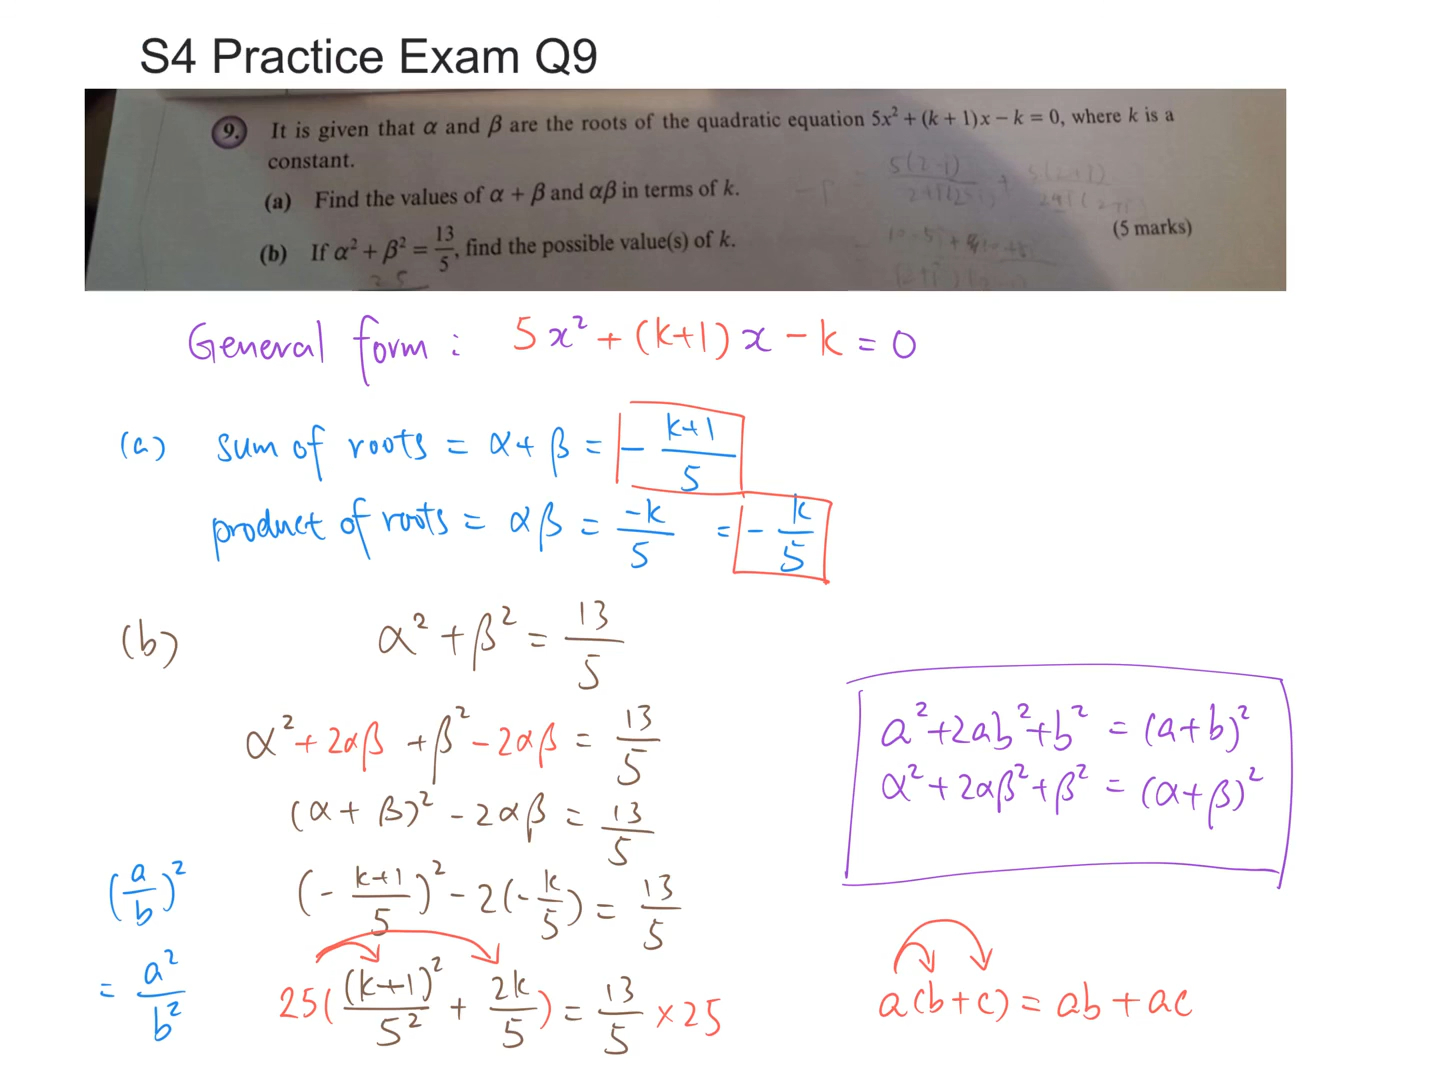 S4 Practice Exam Q9
9. It is given that α and β are the roots of the quadratic equation 5x² + (k + 1)x − k = 0, where k is a
constant.
(a) Find the values of α + β and αβ in terms of k.
(b) If α² + β² = 13/5, find the possible value(s) of k.
(5 marks)
General form : 5x² + (k+1)x − k = 0
(a) sum of roots = α + β = − (k+1)/5
product of roots = αβ = −k/5 = − k/5
(b) α² + β² = 13/5
α² + 2αβ + β² − 2αβ = 13/5
(α + β)² − 2αβ = 13/5
(− (k+1)/5)² − 2(− k/5) = 13/5
25( (k+1)²/5² + 2k/5 ) = 13/5 × 25
(a/b)²
= a²/b²
a² + 2ab² + b² = (a+b)²
α² + 2αβ² + β² = (α+β)²
a(b+c) = ab + ac